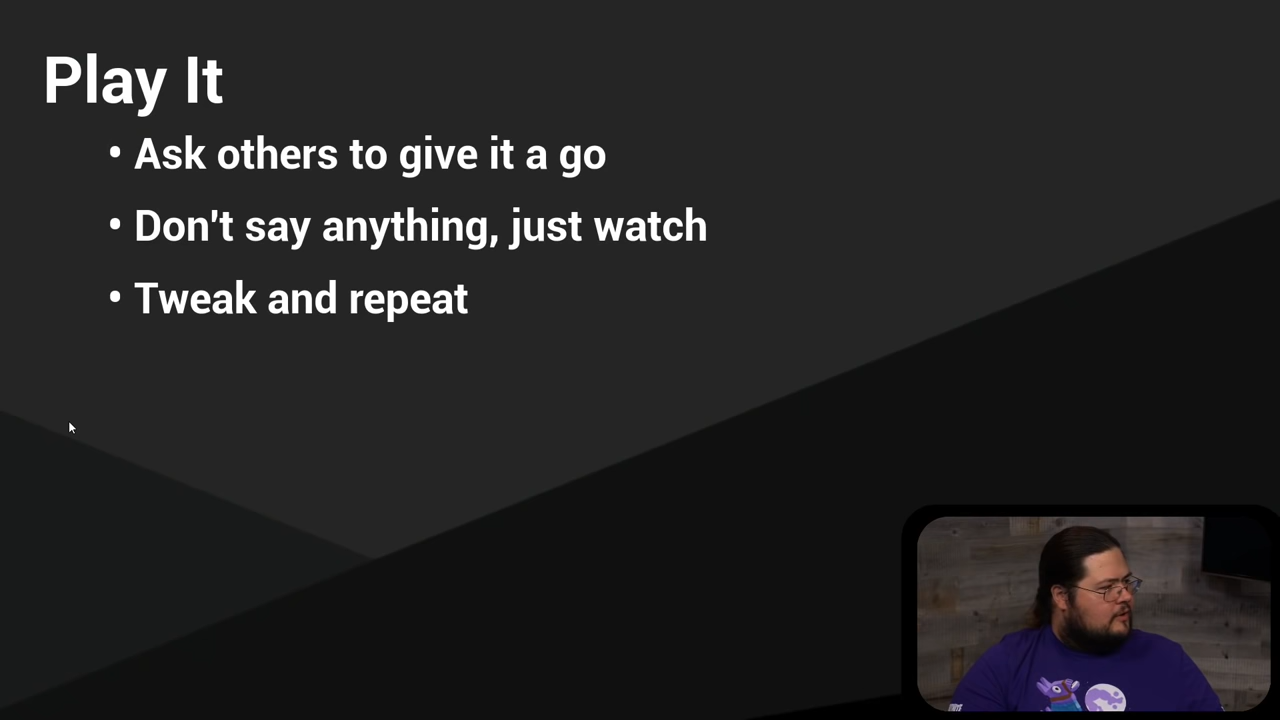 Play It
• Ask others to give it a go
• Don't say anything, just watch
• Tweak and repeat